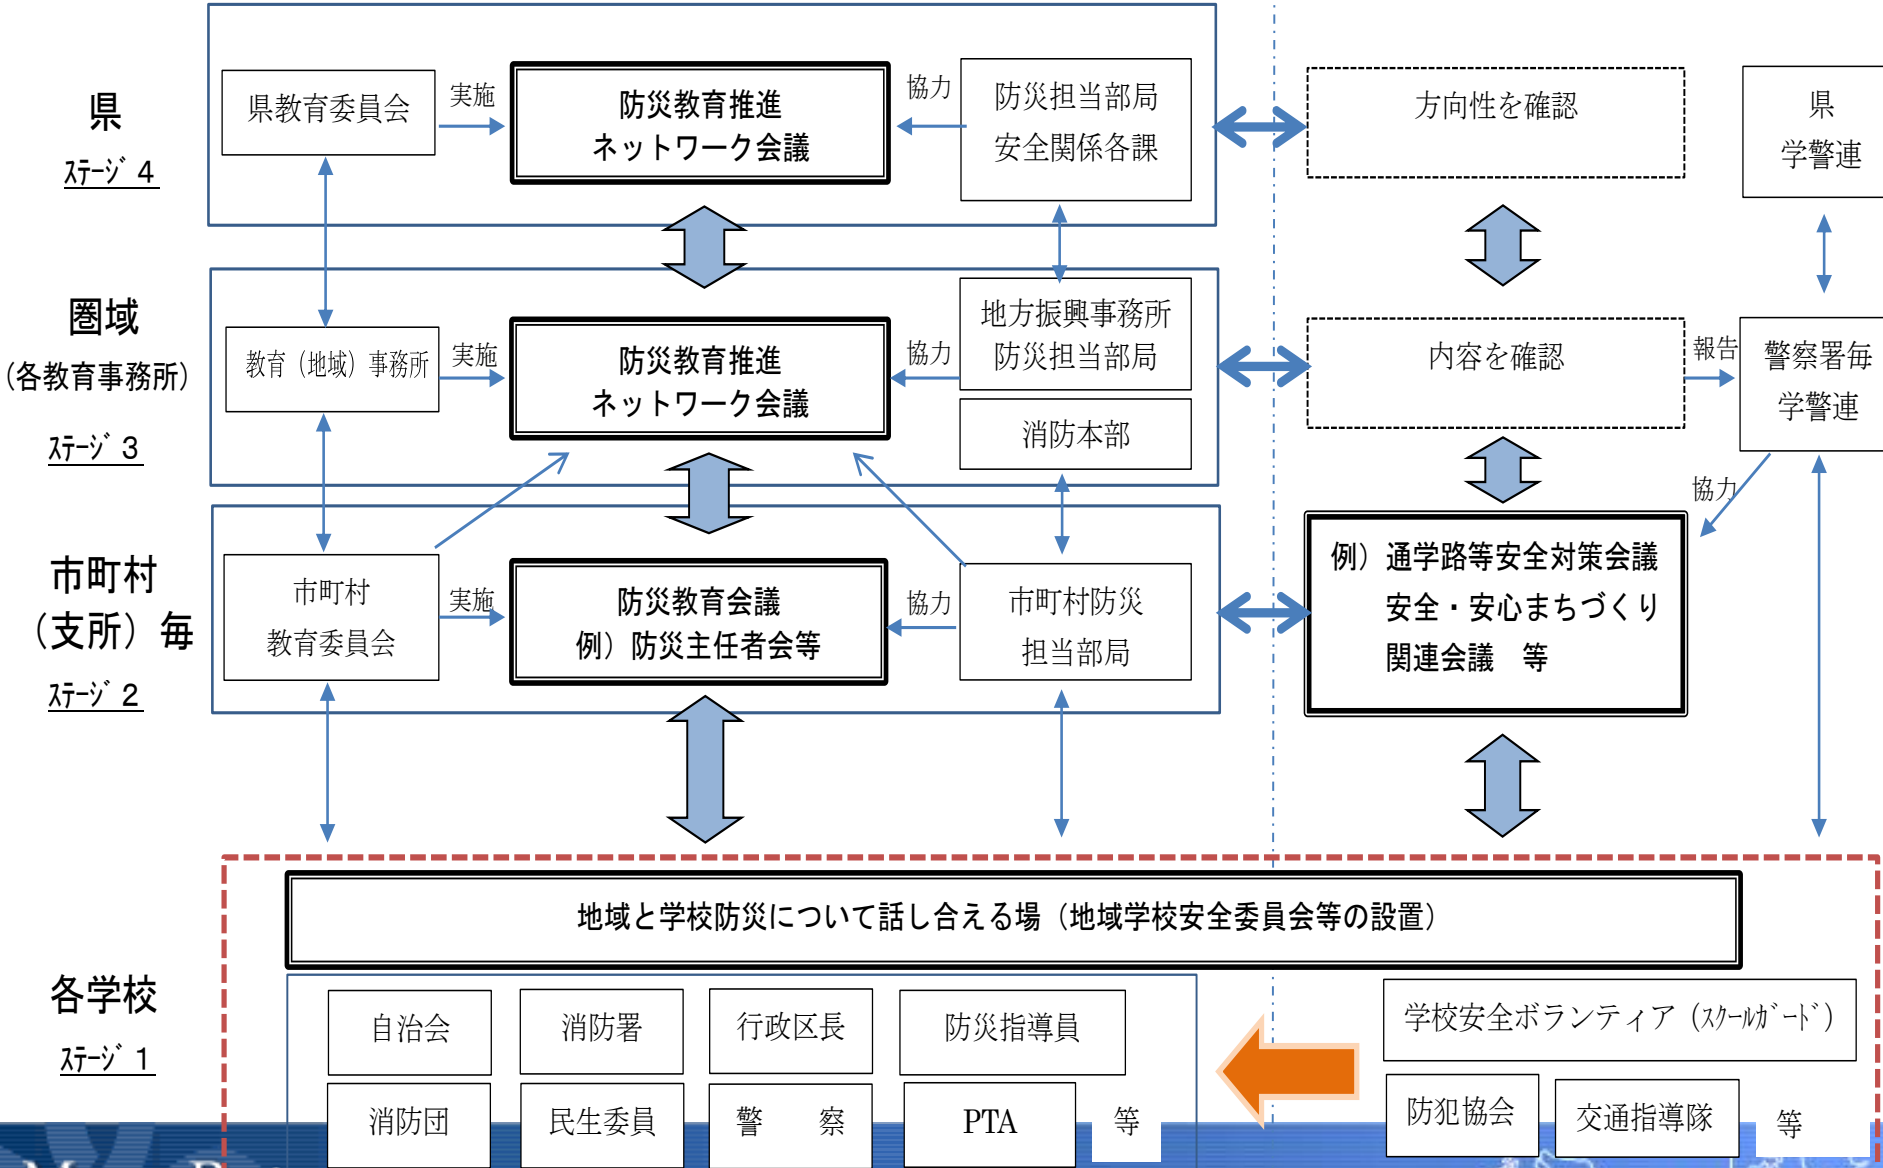 県
ｽﾃｰｼﾞ 4
県教育委員会
実施
防災教育推進
ネットワーク会議
協力
防災担当部局
安全関係各課
方向性を確認
県
学警連
圏域
（各教育事務所）
ｽﾃｰｼﾞ 3
教育（地域）事務所
実施
防災教育推進
ネットワーク会議
協力
地方振興事務所
防災担当部局
消防本部
内容を確認
報告
警察署毎
学警連
協力
市町村
（支所）毎
ｽﾃｰｼﾞ 2
市町村
教育委員会
実施
防災教育会議
例）防災主任者会等
協力
市町村防災
担当部局
例）通学路等安全対策会議
安全・安心まちづくり
関連会議　等
地域と学校防災について話し合える場（地域学校安全委員会等の設置）
各学校
ｽﾃｰｼﾞ 1
自治会
消防署
行政区長
防災指導員
消防団
民生委員
警　察
PTA
等
学校安全ボランティア（ｽｸｰﾙｶﾞｰﾄﾞ）
防犯協会
交通指導隊
等